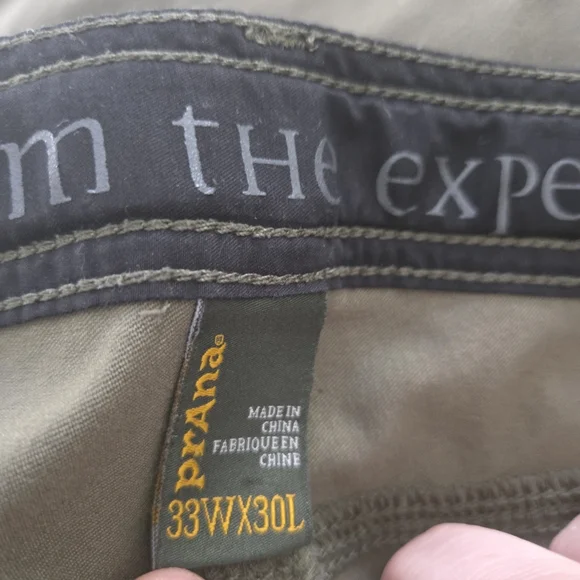 m tHe expe
prAna®
MADE IN
CHINA
FABRIQUE EN
CHINE
33WX30L